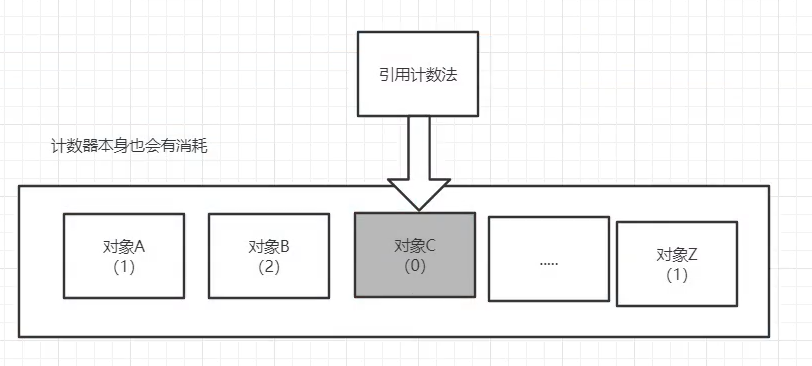 引用计数法
计数器本身也会有消耗
对象A
（1）
对象B
（2）
对象C
（0）
.....
对象Z
（1）